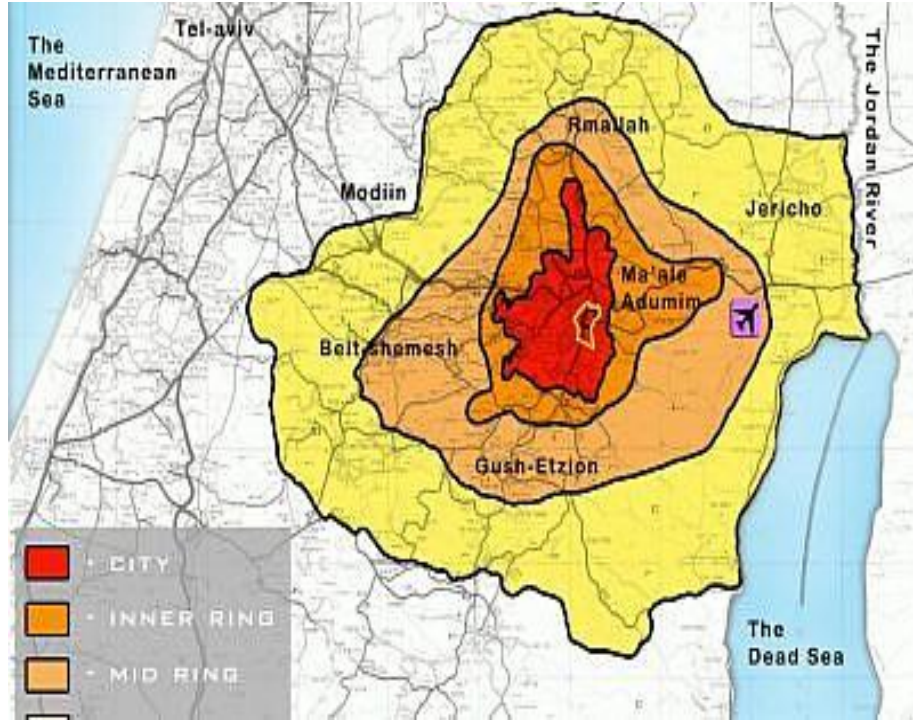 Tel-aviv
The
Mediterranean
Sea
The Jordan River
Rmallah
Modiin
Jericho
Ma'ale
Adumim
Beit-shemesh
Gush-Etzion
- CITY
- INNER RING
- MID RING
The
Dead Sea